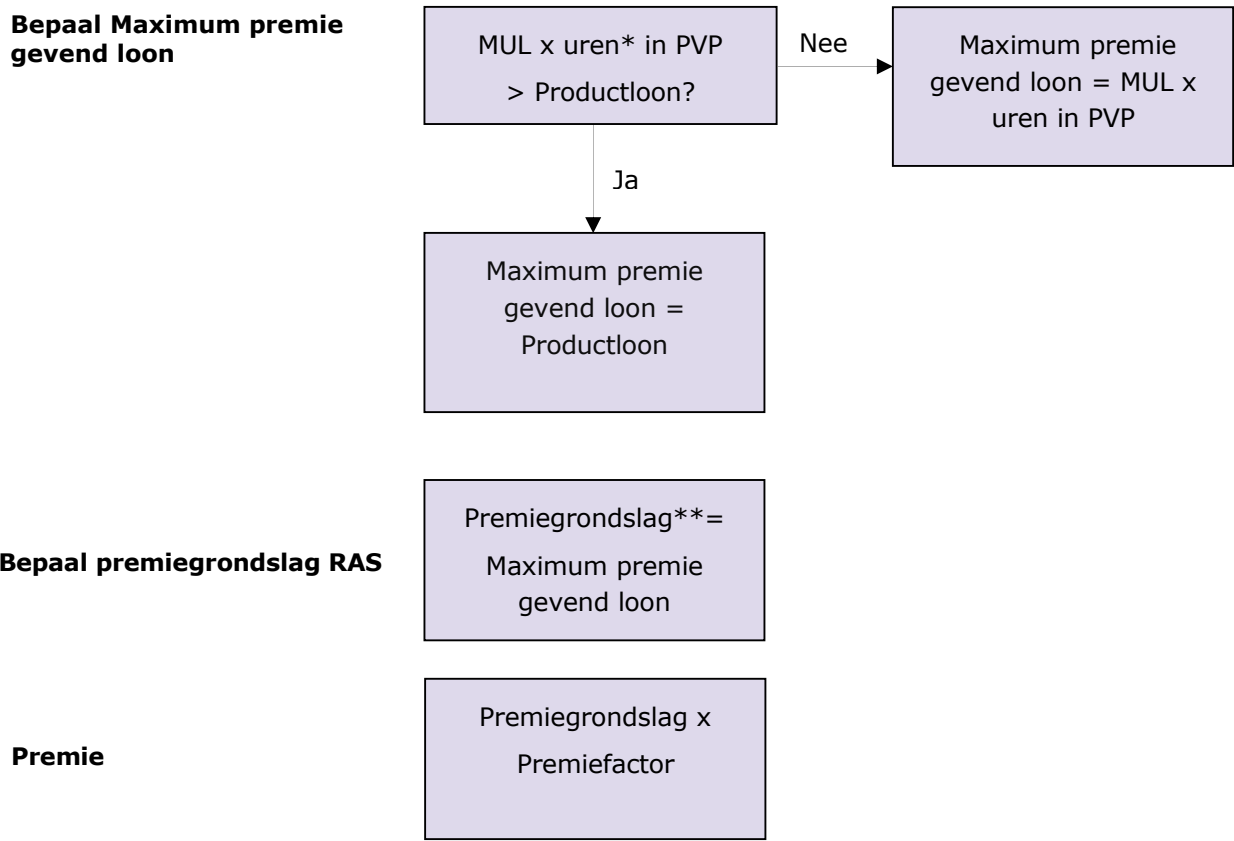 Bepaal Maximum premie
gevend loon
MUL x uren* in PVP
> Productloon?
Nee
Maximum premie
gevend loon = MUL x
uren in PVP
Ja
Maximum premie
gevend loon =
Productloon
Bepaal premiegrondslag RAS
Premiegrondslag**=
Maximum premie
gevend loon
Premie
Premiegrondslag x
Premiefactor